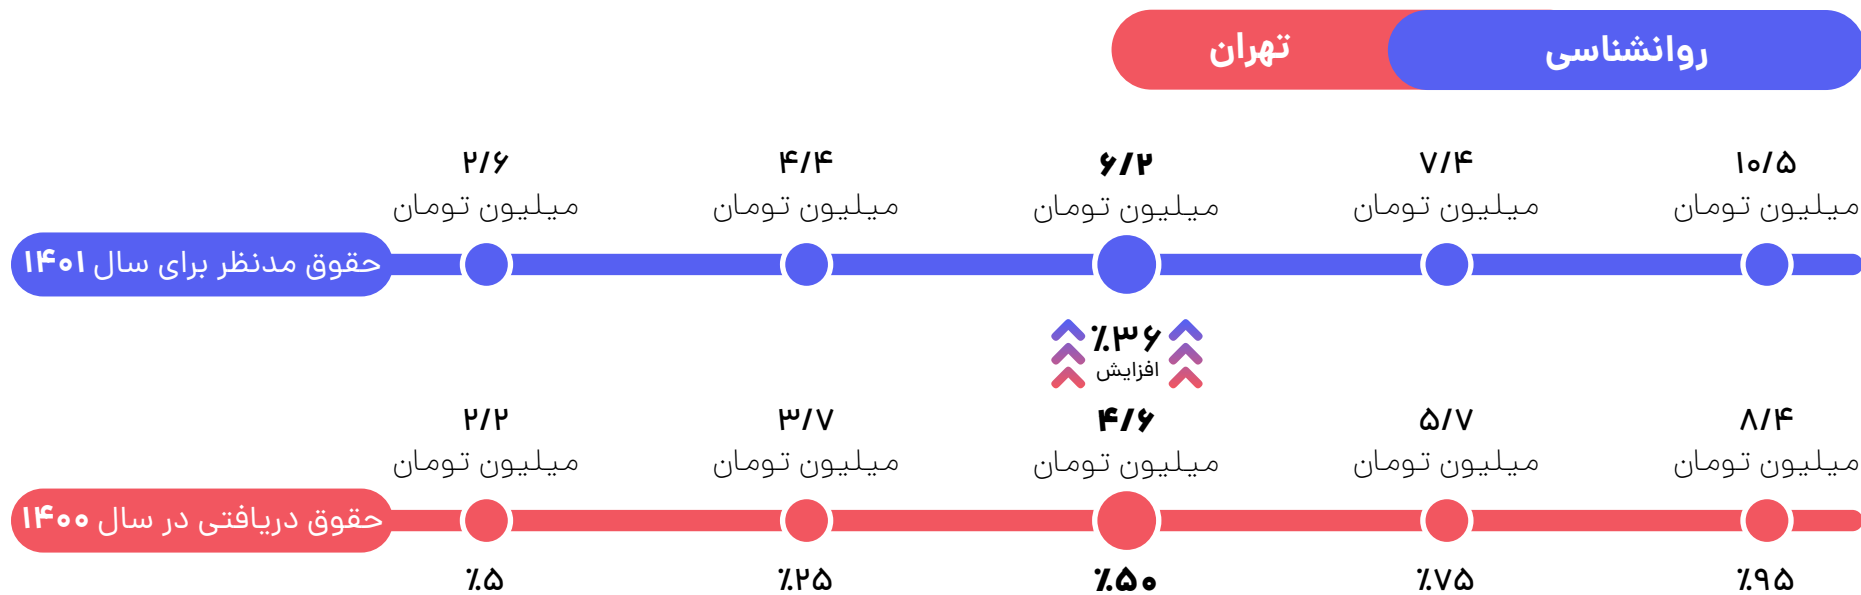 روانشناسی
تهران
۱۰/۵
میلیون تومان
۷/۴
میلیون تومان
۶/۲
میلیون تومان
۴/۴
میلیون تومان
۲/۶
میلیون تومان
حقوق مدنظر برای سال ۱۴۰۱
٪۳۶
افزایش
۸/۴
میلیون تومان
۵/۷
میلیون تومان
۴/۶
میلیون تومان
۳/۷
میلیون تومان
۲/۲
میلیون تومان
حقوق دریافتی در سال ۱۴۰۰
٪۹۵
٪۷۵
٪۵۰
٪۲۵
٪۵